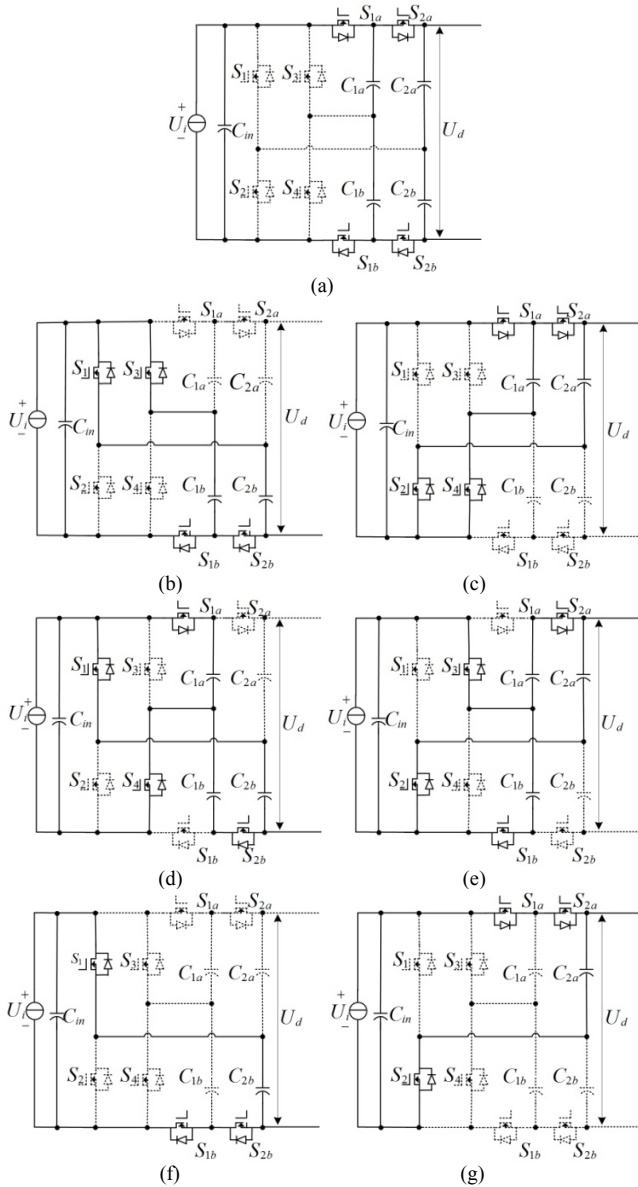 S1a S2a
S1 S3 C1a C2a
Ui + − Cin Ud
S2 S4 C1b C2b
S1b S2b
(a)
S1a S2a
S1 S3 C1a C2a
Ui + − Cin Ud
S2 S4 C1b C2b
S1b S2b
(b)
S1a S2a
S1 S3 C1a C2a
Ui + − Cin Ud
S2 S4 C1b C2b
S1b S2b
(c)
S1a S2a
S1 S3 C1a C2a
Ui + − Cin Ud
S2 S4 C1b C2b
S1b S2b
(d)
S1a S2a
S1 S3 C1a C2a
Ui + − Cin Ud
S2 S4 C1b C2b
S1b S2b
(e)
S1a S2a
S1 S3 C1a C2a
Ui + − Cin Ud
S2 S4 C1b C2b
S1b S2b
(f)
S1a S2a
S1 S3 C1a C2a
Ui + − Cin Ud
S2 S4 C1b C2b
S1b S2b
(g)